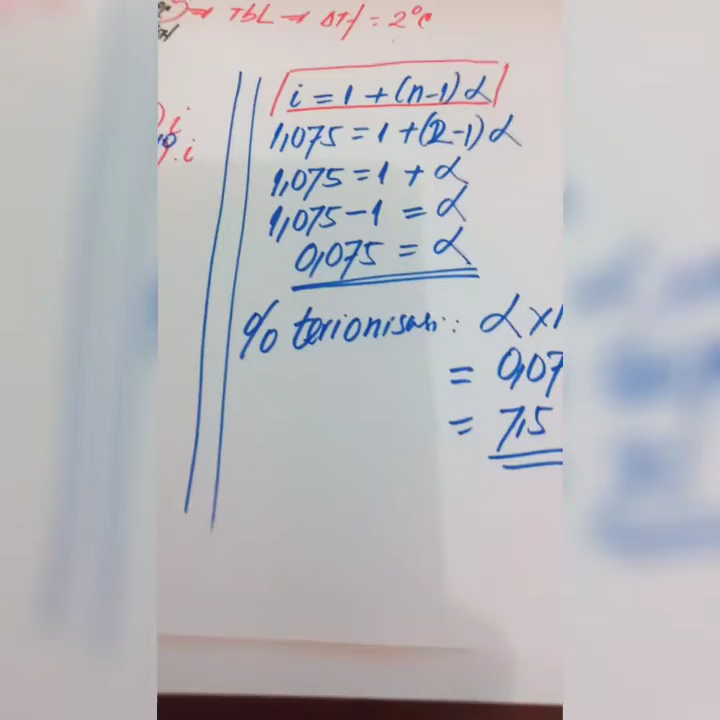 ⇒ TbL → ΔTf = 2°C
i = 1 + (n-1) α
i
1,075 = 1 + (2-1) α
.i
1,075 = 1 + α
1,075 - 1 = α
0,075 = α
% terionisasi : α x
= 0,07
= 7,5